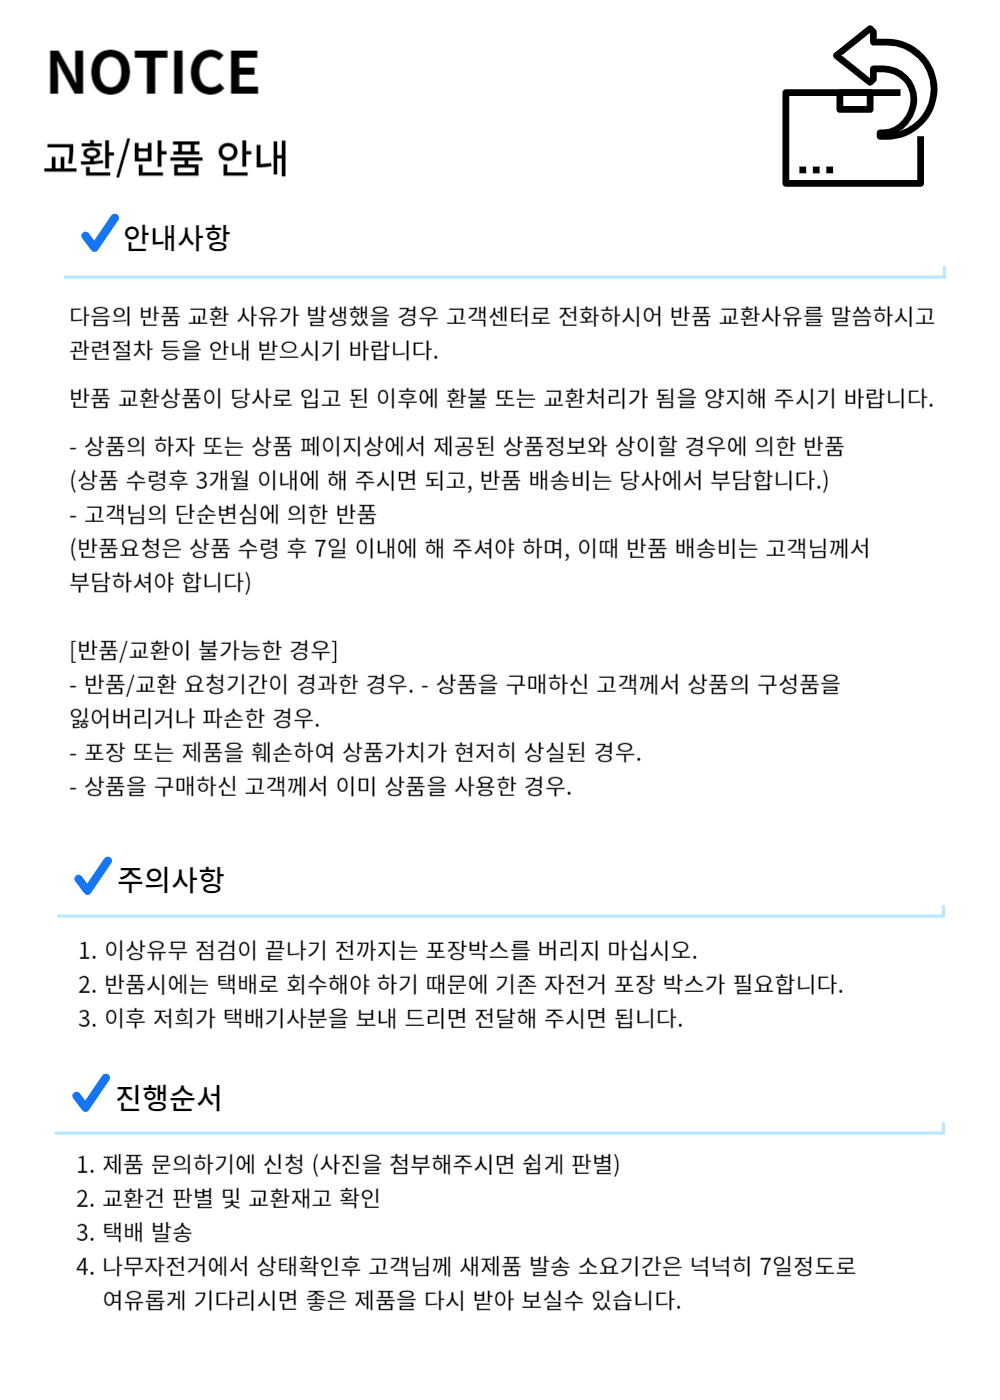 NOTICE
교환/반품 안내
안내사항
다음의 반품 교환 사유가 발생했을 경우 고객센터로 전화하시어 반품 교환사유를 말씀하시고
관련절차 등을 안내 받으시기 바랍니다.
반품 교환상품이 당사로 입고 된 이후에 환불 또는 교환처리가 됨을 양지해 주시기 바랍니다.
- 상품의 하자 또는 상품 페이지상에서 제공된 상품정보와 상이할 경우에 의한 반품
(상품 수령후 3개월 이내에 해 주시면 되고, 반품 배송비는 당사에서 부담합니다.)
- 고객님의 단순변심에 의한 반품
(반품요청은 상품 수령 후 7일 이내에 해 주셔야 하며, 이때 반품 배송비는 고객님께서
부담하셔야 합니다)
[반품/교환이 불가능한 경우]
- 반품/교환 요청기간이 경과한 경우. - 상품을 구매하신 고객께서 상품의 구성품을
잃어버리거나 파손한 경우.
- 포장 또는 제품을 훼손하여 상품가치가 현저히 상실된 경우.
- 상품을 구매하신 고객께서 이미 상품을 사용한 경우.
주의사항
1. 이상유무 점검이 끝나기 전까지는 포장박스를 버리지 마십시오.
2. 반품시에는 택배로 회수해야 하기 때문에 기존 자전거 포장 박스가 필요합니다.
3. 이후 저희가 택배기사분을 보내 드리면 전달해 주시면 됩니다.
진행순서
1. 제품 문의하기에 신청 (사진을 첨부해주시면 쉽게 판별)
2. 교환건 판별 및 교환재고 확인
3. 택배 발송
4. 나무자전거에서 상태확인후 고객님께 새제품 발송 소요기간은 넉넉히 7일정도로
여유롭게 기다리시면 좋은 제품을 다시 받아 보실수 있습니다.